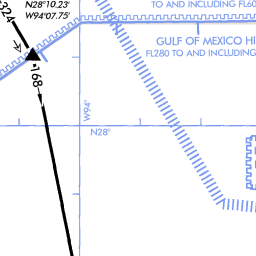 N28°10.23'
W94°07.75'
TO AND INCLUDING FL60
324
GULF OF MEXICO HI
FL280 TO AND INCLUDING
168
W94°
N28°